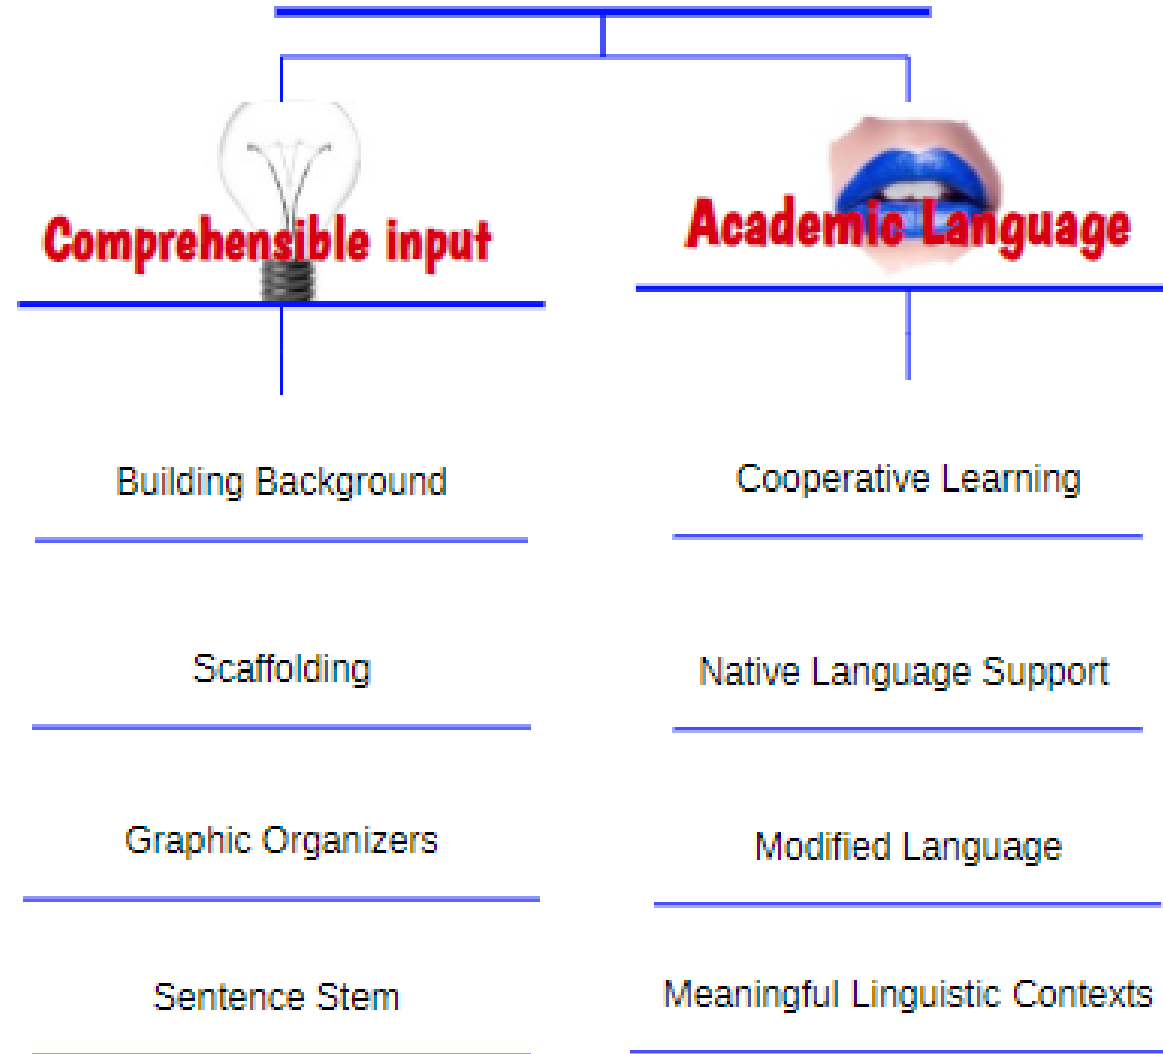 Comprehensible input
Academic Language
Building Background
Cooperative Learning
Scaffolding
Native Language Support
Graphic Organizers
Modified Language
Sentence Stem
Meaningful Linguistic Contexts